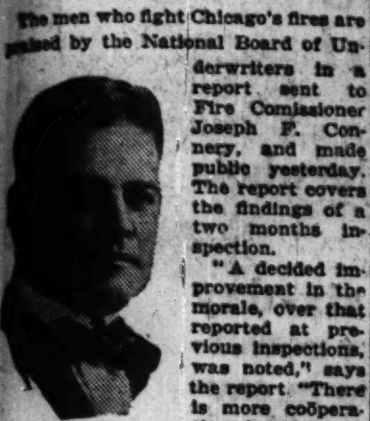 The men who fight Chicago's fires are
praised by the National Board of Un-
derwriters in a
report sent to
Fire Comissioner
Joseph F. Con-
nery, and made
public yesterday.
The report covers
the findings of a
two months in-
spection.
"A decided im-
provement in the
morale, over that
reported at pre-
vious inspections,
was noted," says
the report. "There
is more coöpera-